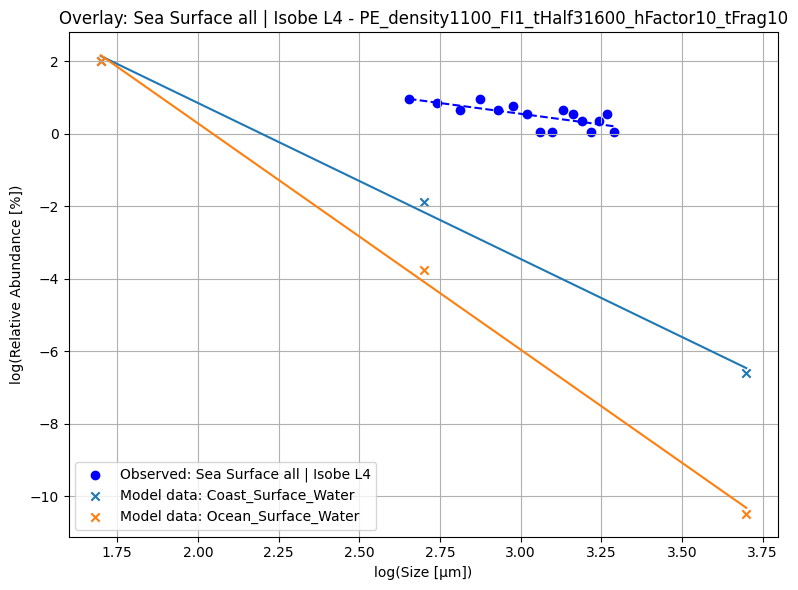 Overlay: Sea Surface all | Isobe L4 - PE_density1100_FI1_tHalf31600_hFactor10_tFrag10
log(Relative Abundance [%])
2
0
−2
−4
−6
−8
−10
Observed: Sea Surface all | Isobe L4
Model data: Coast_Surface_Water
Model data: Ocean_Surface_Water
1.75 2.00 2.25 2.50 2.75 3.00 3.25 3.50 3.75
log(Size [µm])